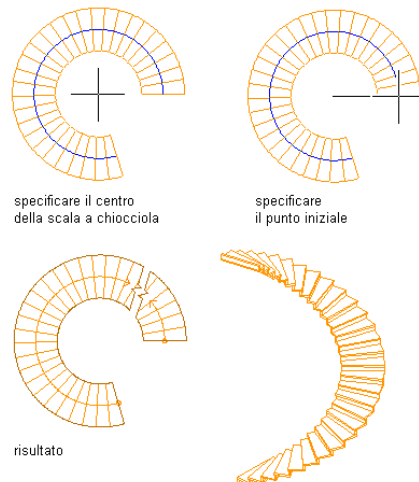 specificare il centro
della scala a chiocciola
specificare
il punto iniziale
risultato